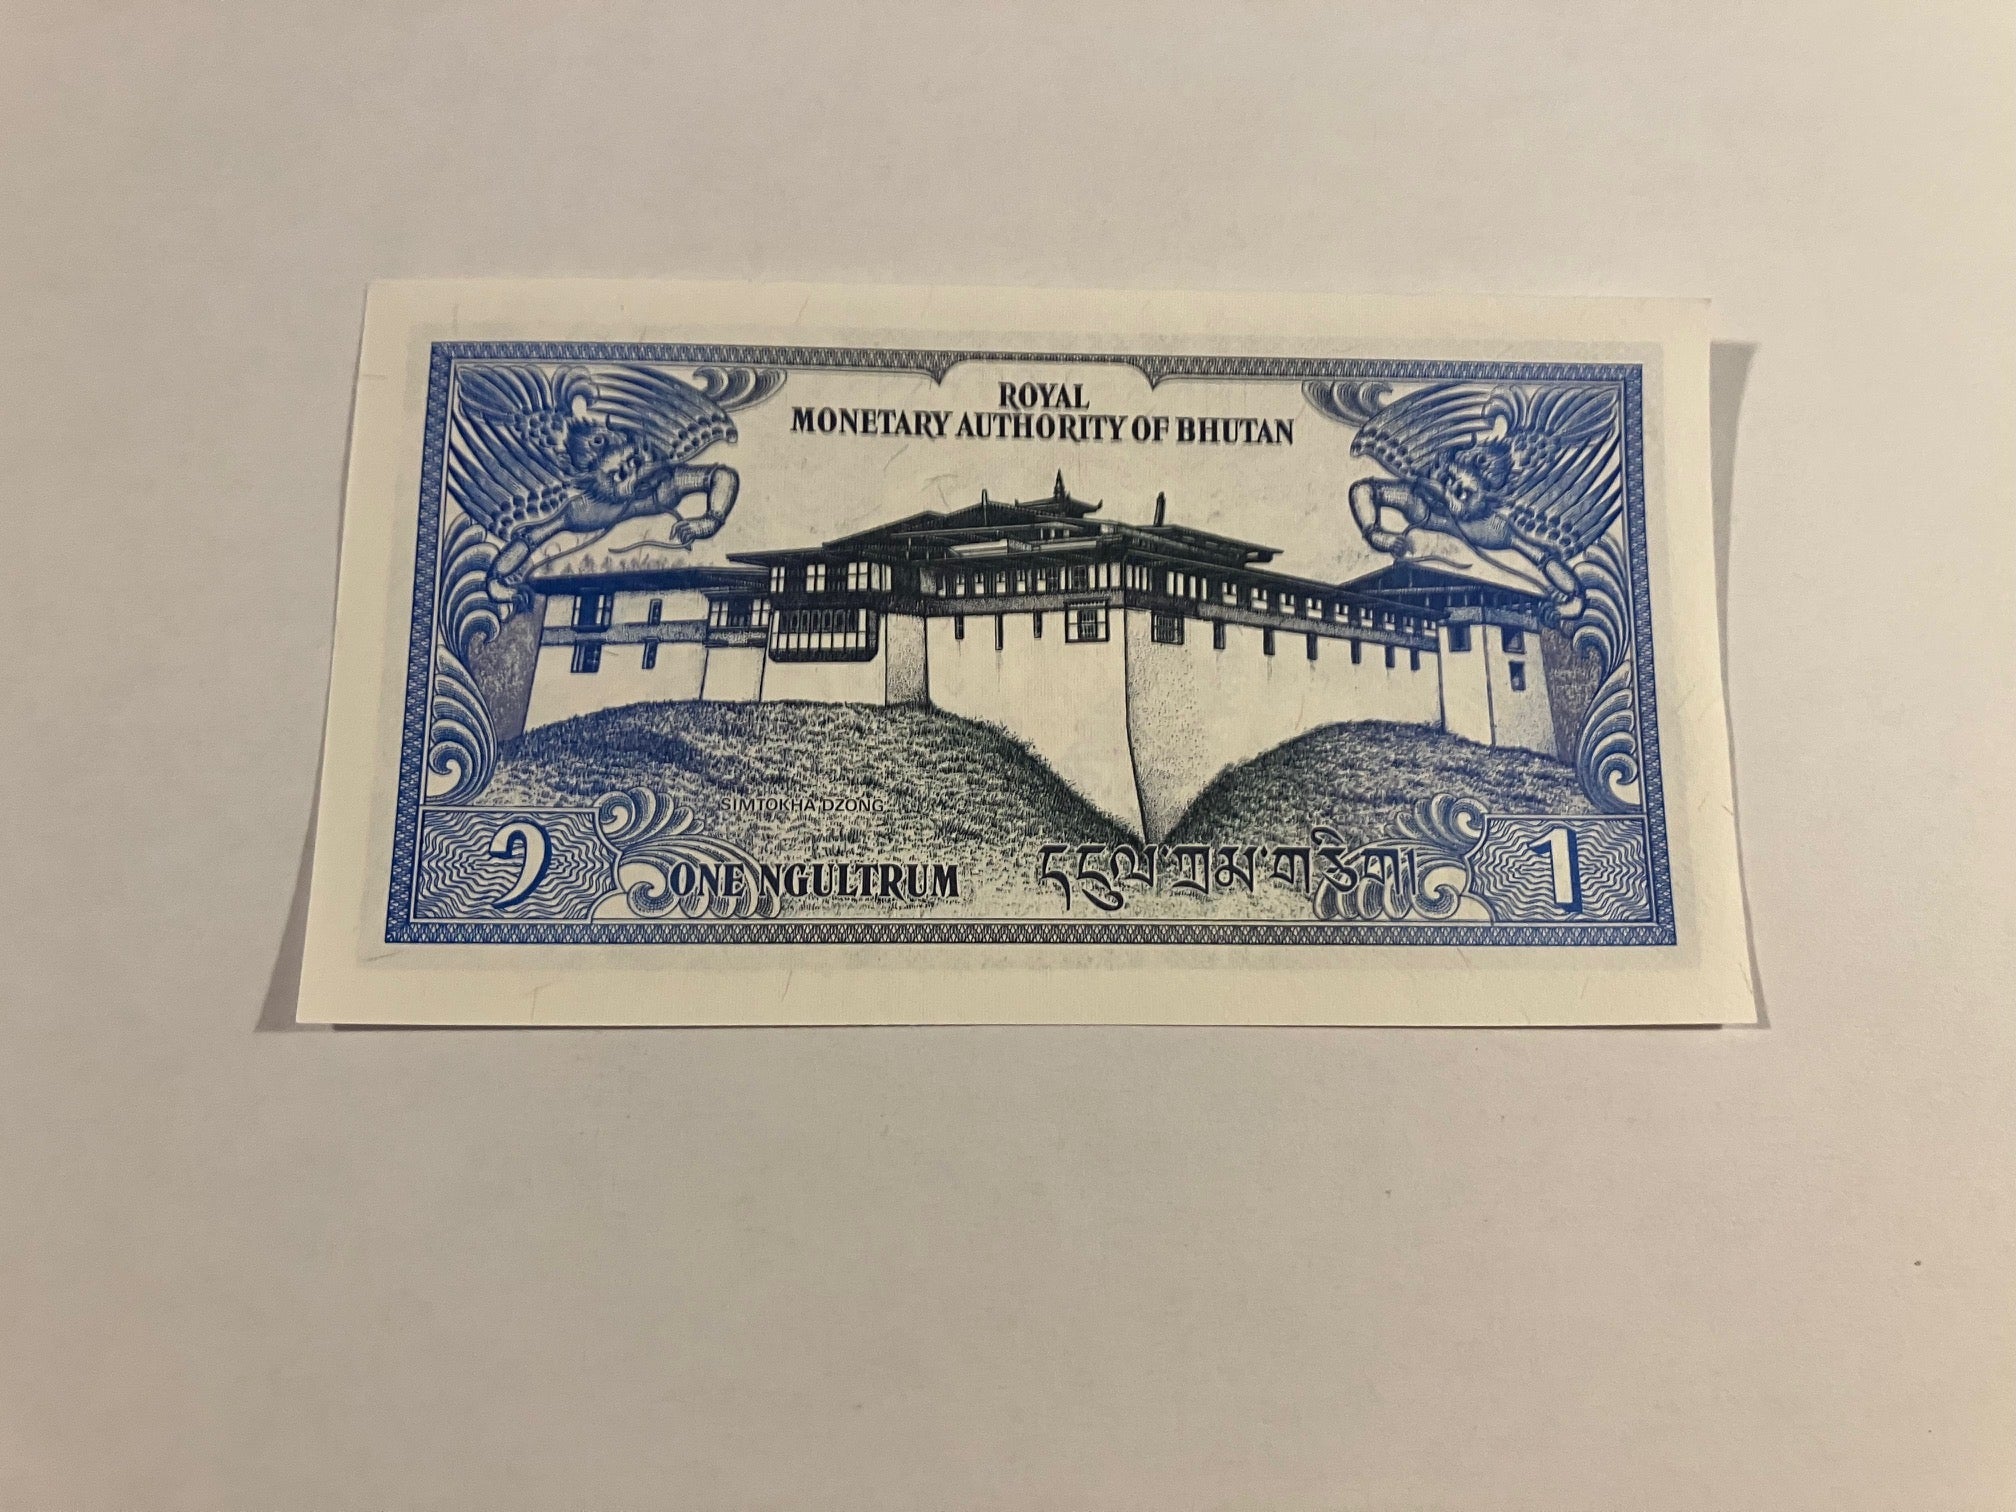 ROYAL
MONETARY AUTHORITY OF BHUTAN
SIMTOKHA DZONG
༡
ONE NGULTRUM
དངུལ་ཀྲམ་གཅིག།
1